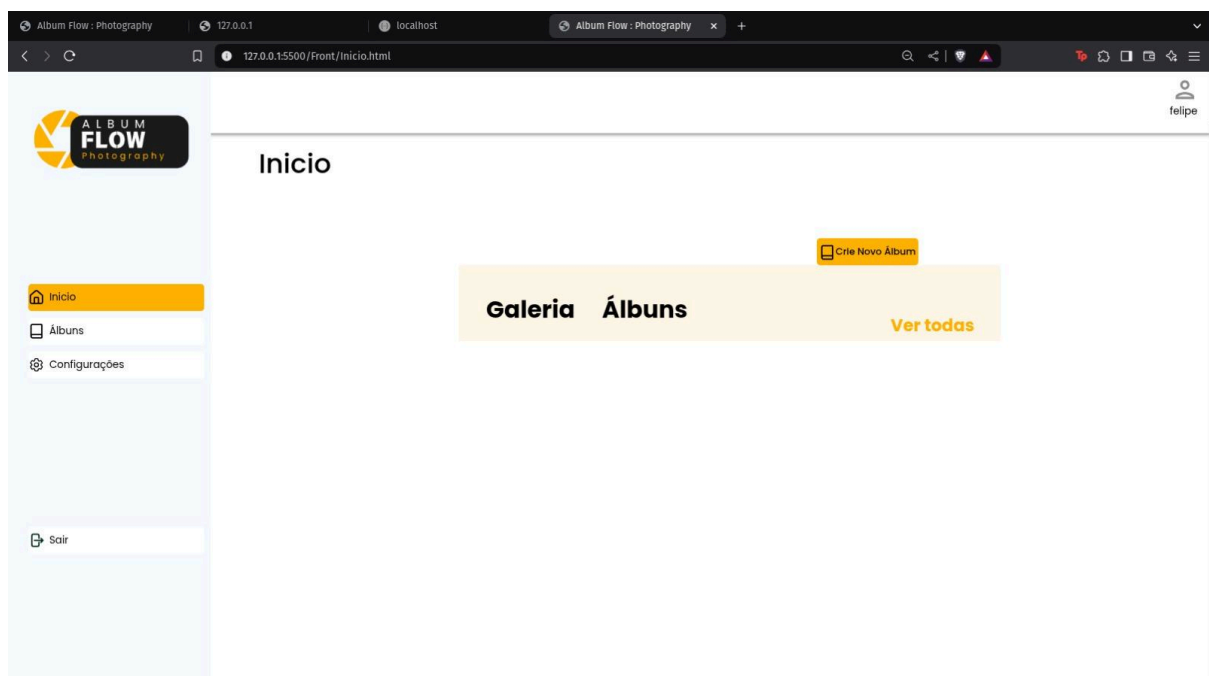 Album Flow : Photography
127.0.0.1
localhost
Album Flow : Photography
127.0.0.1:5500/Front/Inicio.html
Tp
felipe
ALBUM
FLOW
Photography
Inicio
Crie Novo Álbum
Inicio
Galeria Álbuns
Álbuns
Ver todas
Configurações
Sair